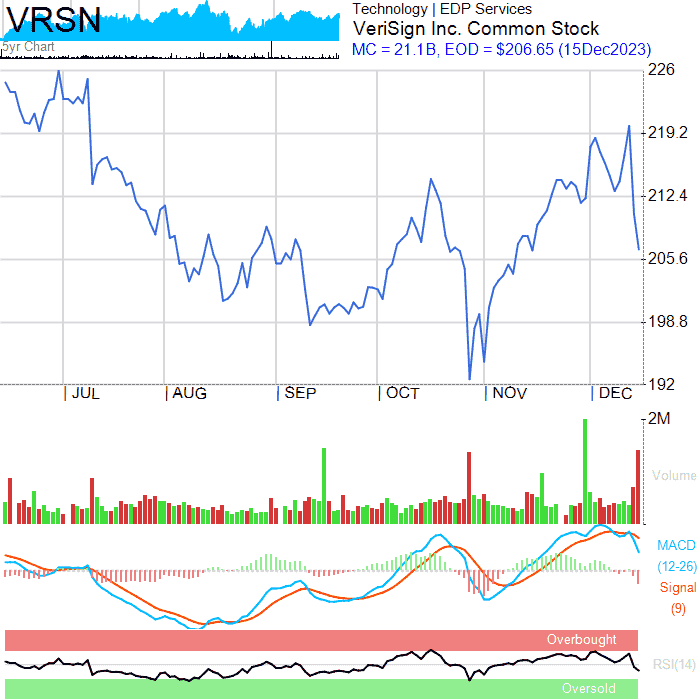 VRSN
5yr Chart
Technology | EDP Services
VeriSign Inc. Common Stock
MC = 21.1B, EOD = $206.65 (15Dec2023)
226
219.2
212.4
205.6
198.8
192
JUL
AUG
SEP
OCT
NOV
DEC
2M
Volume
MACD
(12-26)
Signal
(9)
Overbought
RSI(14)
Oversold